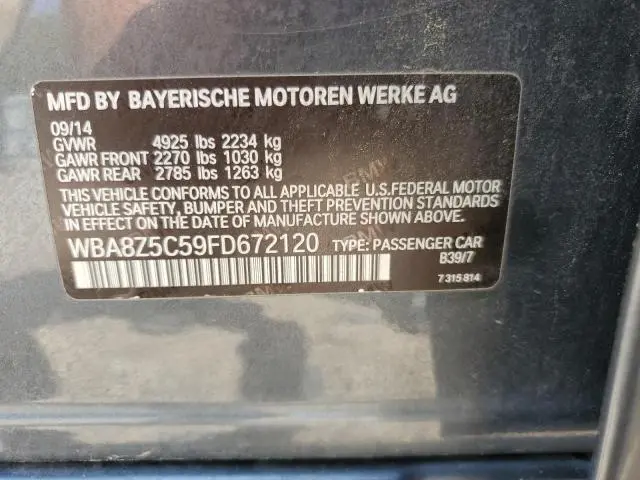 MFD BY BAYERISCHE MOTOREN WERKE AG
09/14
GVWR 4925 lbs 2234 kg
GAWR FRONT 2270 lbs 1030 kg
GAWR REAR 2785 lbs 1263 kg
THIS VEHICLE CONFORMS TO ALL APPLICABLE U.S.FEDERAL MOTOR
VEHICLE SAFETY, BUMPER AND THEFT PREVENTION STANDARDS
IN EFFECT ON THE DATE OF MANUFACTURE SHOWN ABOVE.
WBA8Z5C59FD672120 TYPE: PASSENGER CAR
B39/7
7 315 814